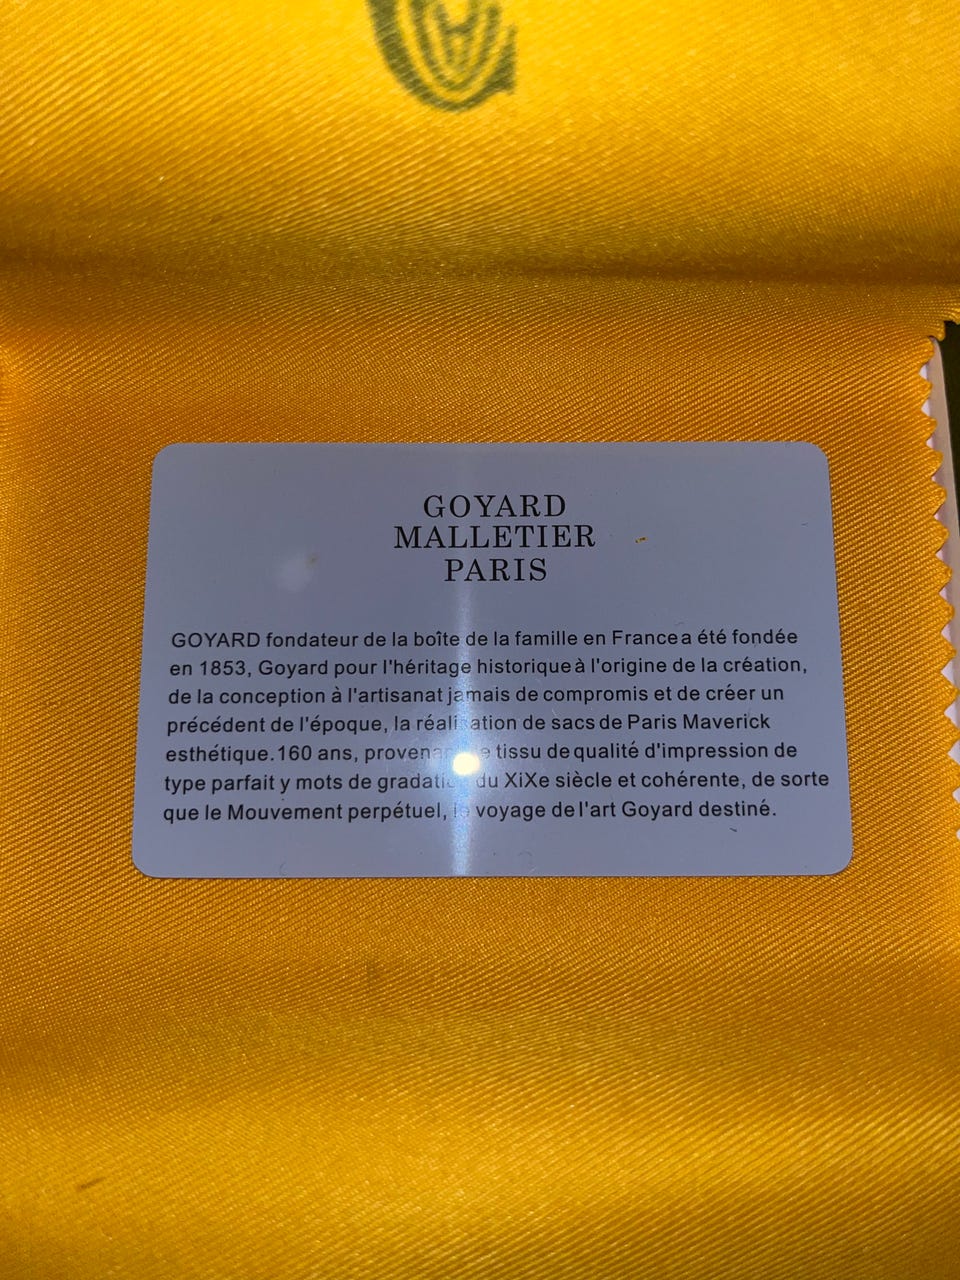 GOYARD
MALLETIER
PARIS
GOYARD fondateur de la boîte de la famille en France a été fondée
en 1853, Goyard pour l'héritage historique à l'origine de la création,
de la conception à l'artisanat jamais de compromis et de créer un
précédent de l'époque, la réalisation de sacs de Paris Maverick
esthétique.160 ans, tissu de qualité d'impression de
type parfait y mots de du XiXe siècle et cohérente, de sorte
que le Mouvement perpétuel, le voyage de l'art Goyard destiné.